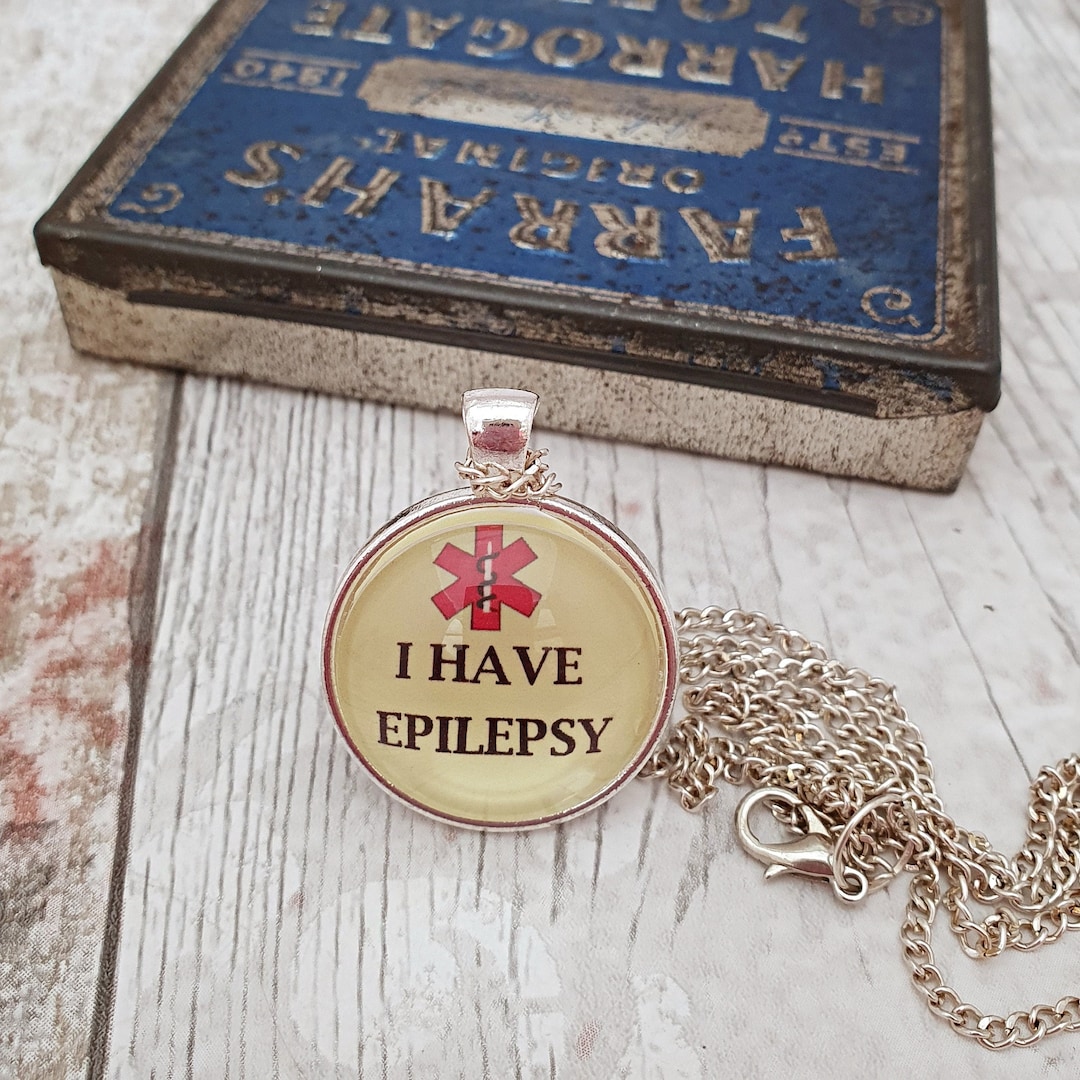 FARRAH'S
ORIGINAL
ESTD 1840
HARROGATE
I HAVE
EPILEPSY